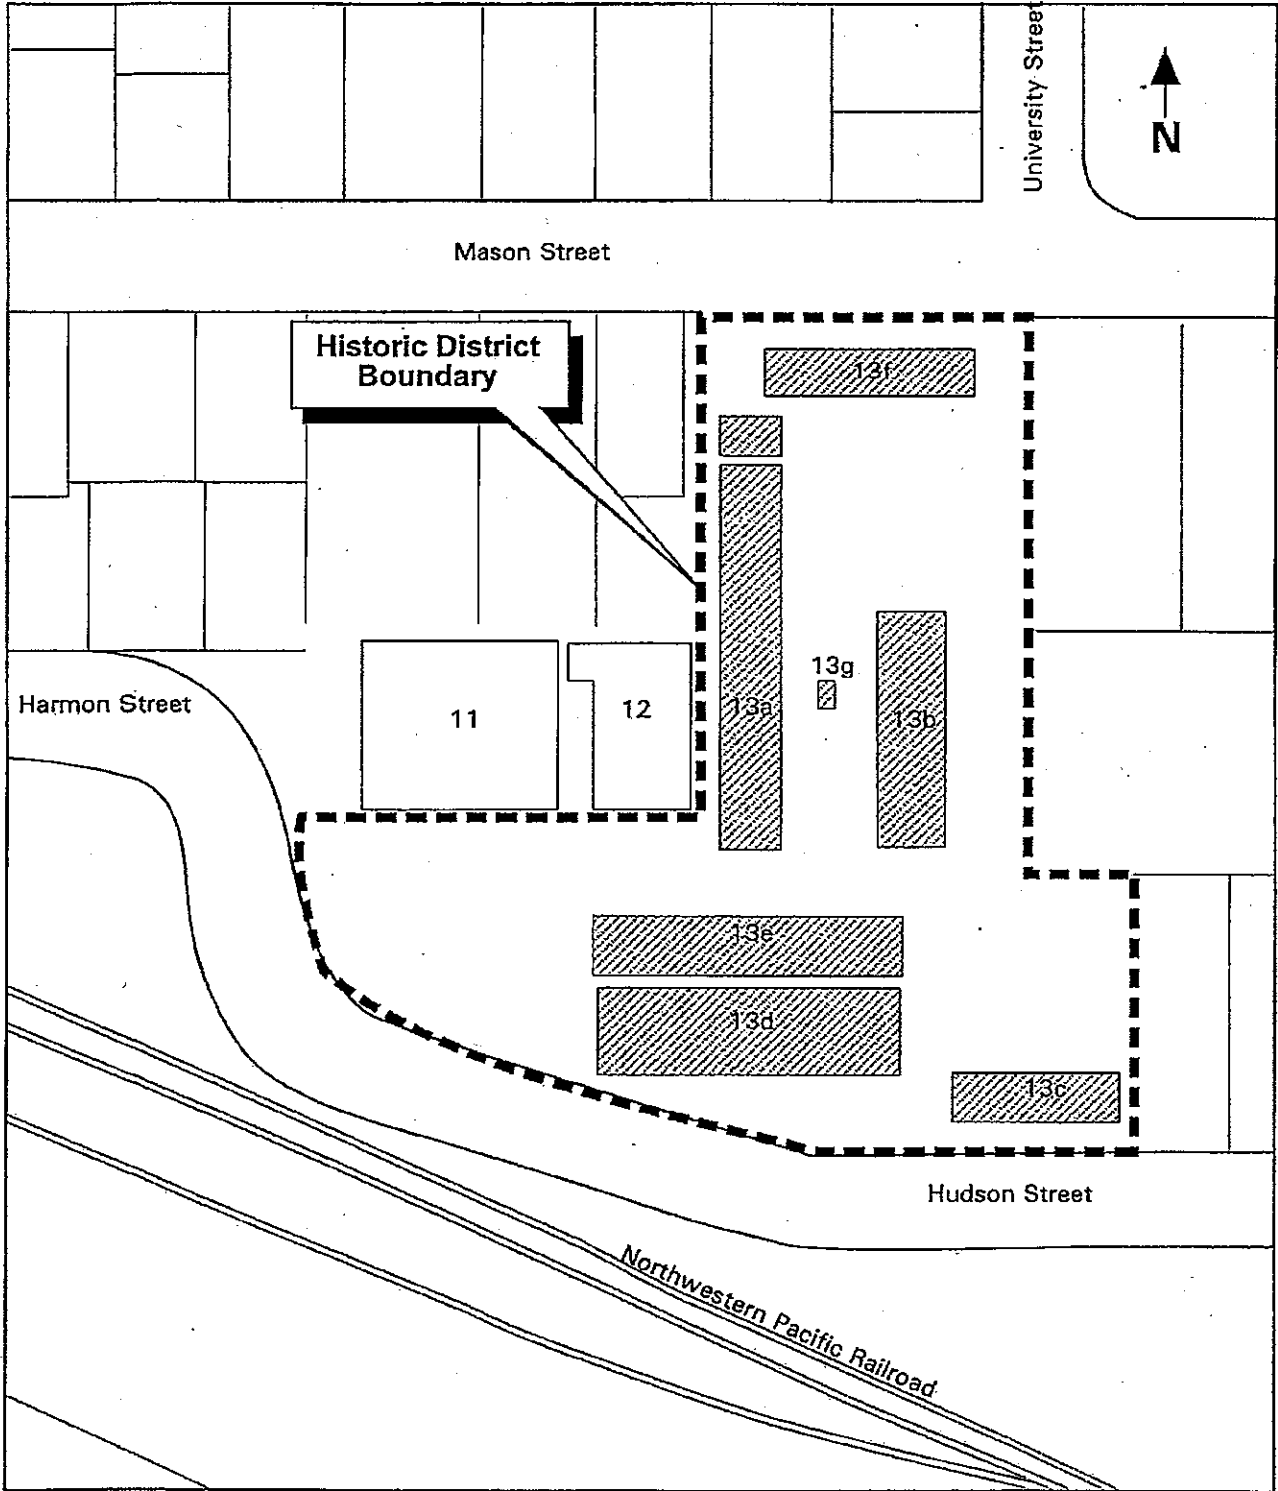 University Street
N
Mason Street
Historic District
Boundary
13f
13g
Harmon Street
11
12
13a
13b
13e
13d
13c
Hudson Street
Northwestern Pacific Railroad